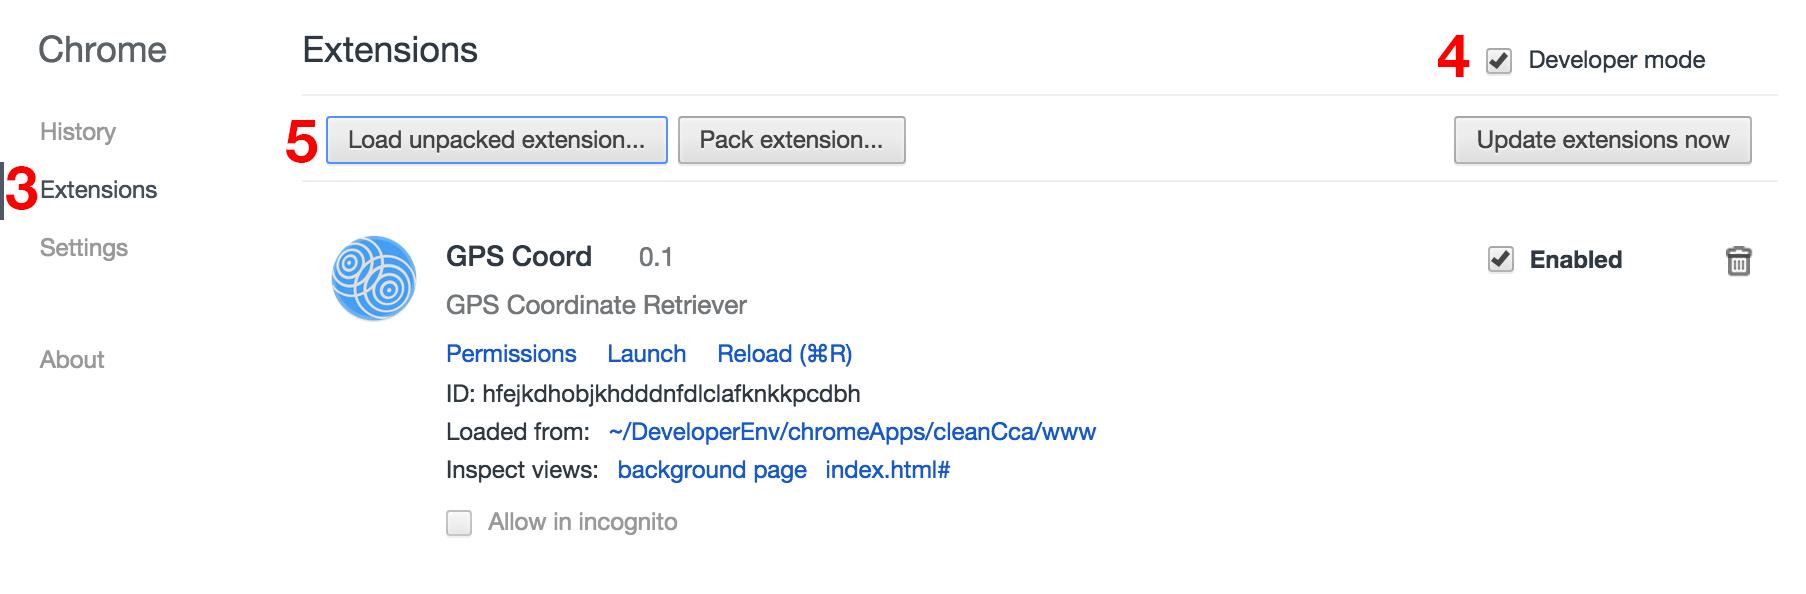 Chrome
Extensions
4 Developer mode
History
5 Load unpacked extension... Pack extension... Update extensions now
3 Extensions
Settings
GPS Coord 0.1 Enabled
GPS Coordinate Retriever
Permissions Launch Reload (⌘R)
About
ID: hfejkdhobjkhdddnfdlclafknkkpcdbh
Loaded from: ~/DeveloperEnv/chromeApps/cleanCca/www
Inspect views: background page index.html#
Allow in incognito